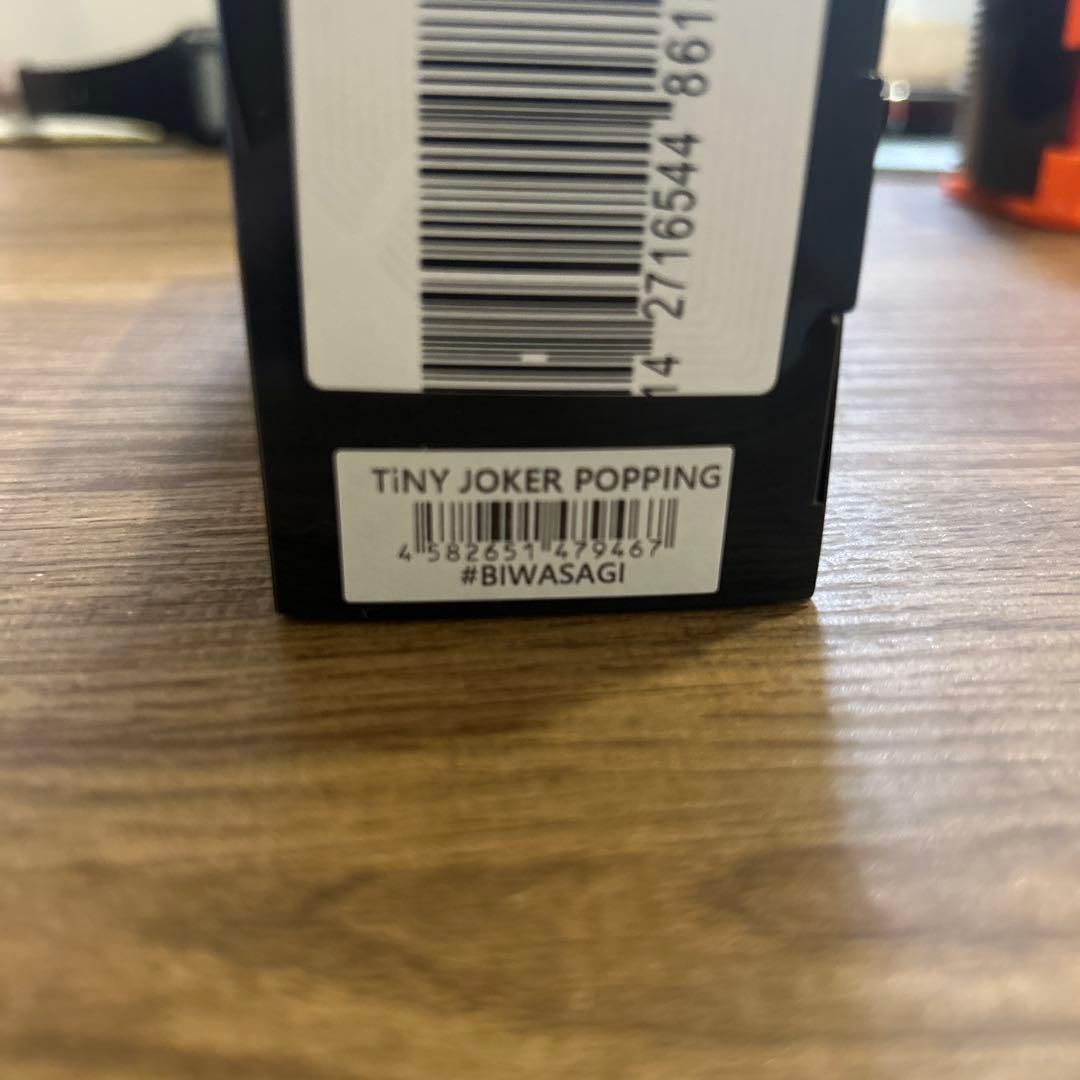 14 2716544 861
TiNY JOKER POPPING
4 582651 479467
#BIWASAGI